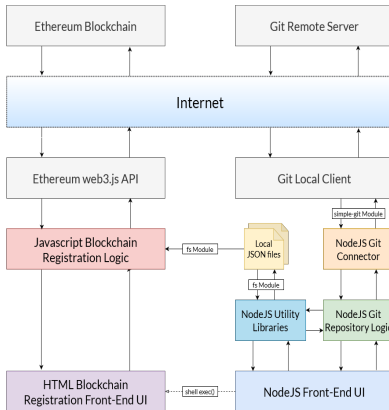 Ethereum Blockchain
Git Remote Server
Internet
Ethereum web3.js API
Git Local Client
simple-git Module
Javascript Blockchain
Registration Logic
fs Module
Local
JSON files
NodeJS Git
Connector
fs Module
NodeJS Utility
Libraries
NodeJS Git
Repository Logic
HTML Blockchain
Registration Front-End UI
shell exec()
NodeJS Front-End UI